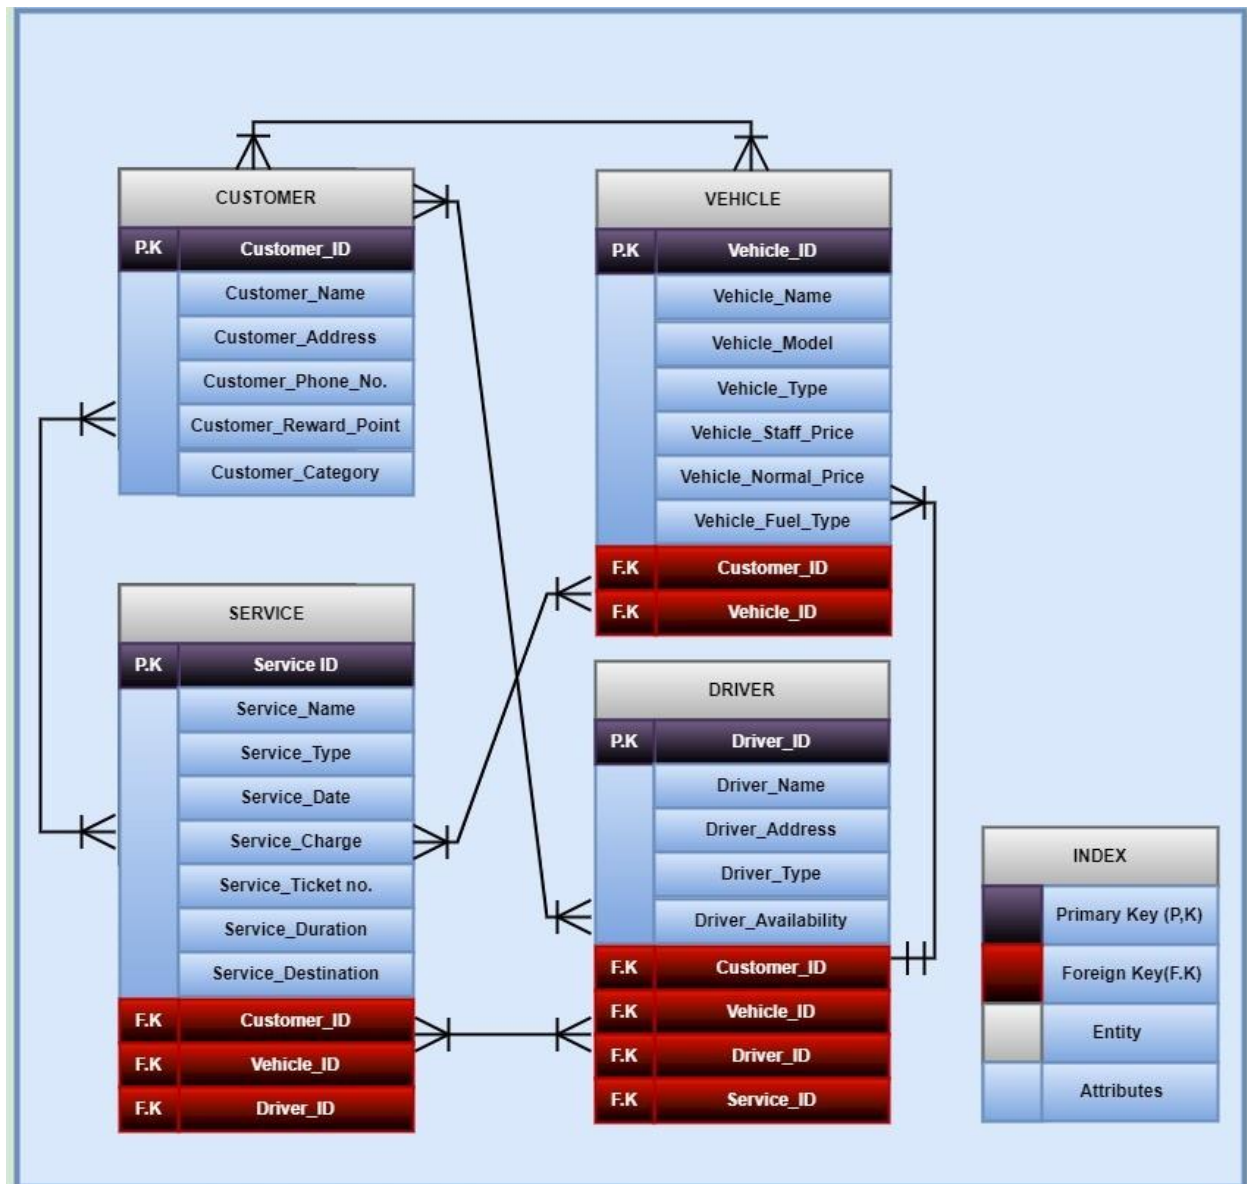 CUSTOMER
P.K Customer_ID
Customer_Name
Customer_Address
Customer_Phone_No.
Customer_Reward_Point
Customer_Category
VEHICLE
P.K Vehicle_ID
Vehicle_Name
Vehicle_Model
Vehicle_Type
Vehicle_Staff_Price
Vehicle_Normal_Price
Vehicle_Fuel_Type
F.K Customer_ID
F.K Vehicle_ID
SERVICE
P.K Service ID
Service_Name
Service_Type
Service_Date
Service_Charge
Service_Ticket no.
Service_Duration
Service_Destination
F.K Customer_ID
F.K Vehicle_ID
F.K Driver_ID
DRIVER
P.K Driver_ID
Driver_Name
Driver_Address
Driver_Type
Driver_Availability
F.K Customer_ID
F.K Vehicle_ID
F.K Driver_ID
F.K Service_ID
INDEX
Primary Key (P,K)
Foreign Key(F.K)
Entity
Attributes